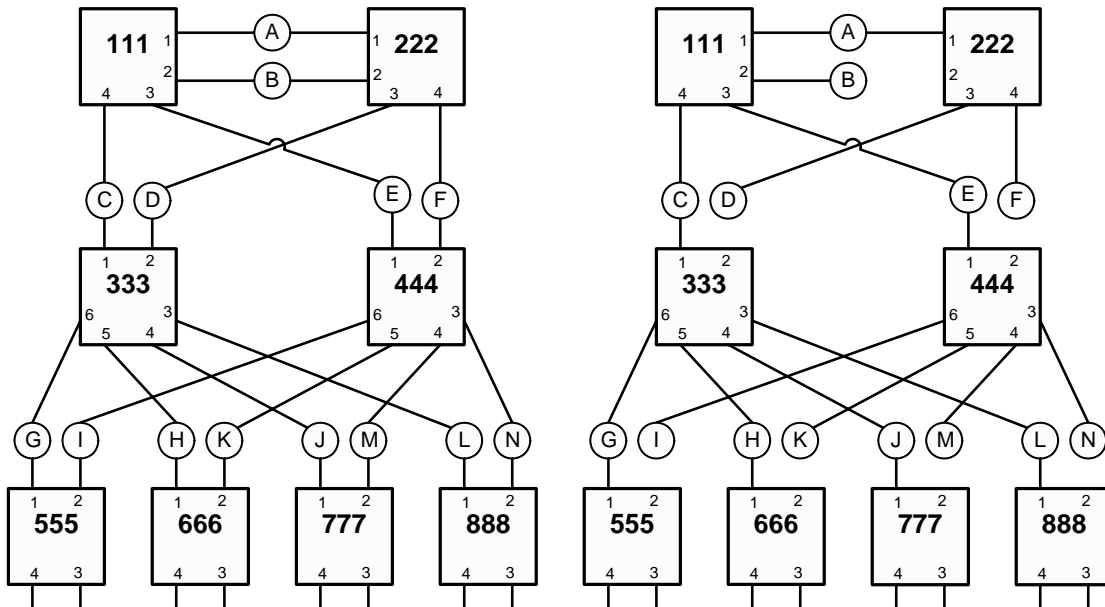 111 1 A 1 222 111 1 A 1 222
2 B 2 2 B 2
4 3 3 4 4 3 3 4
C D E F C D E F
1 2 1 2 1 2 1 2
333 444 333 444
6 3 6 3 6 3 6 3
5 4 5 4 5 4 5 4
G I H K J M L N G I H K J M L N
1 2 1 2 1 2 1 2 1 2 1 2 1 2 1 2
555 666 777 888 555 666 777 888
4 3 4 3 4 3 4 3 4 3 4 3 4 3 4 3